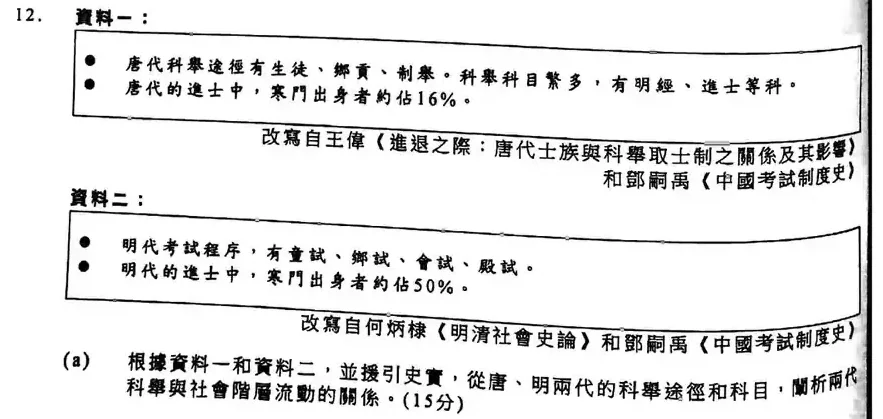 12. 資料一：
● 唐代科舉途徑有生徒、鄉貢、制舉。科舉科目繁多，有明經、進士等科。
● 唐代的進士中，寒門出身者約佔16%。
改寫自王偉《進退之際：唐代士族與科舉取士制之關係及其影響》
和鄧嗣禹《中國考試制度史》
資料二：
● 明代考試程序，有童試、鄉試、會試、殿試。
● 明代的進士中，寒門出身者約佔50%。
改寫自何炳棣《明清社會史論》和鄧嗣禹《中國考試制度史》
(a) 根據資料一和資料二，並援引史實，從唐、明兩代的科舉途徑和科目，闡析兩代
科舉與社會階層流動的關係。(15分)